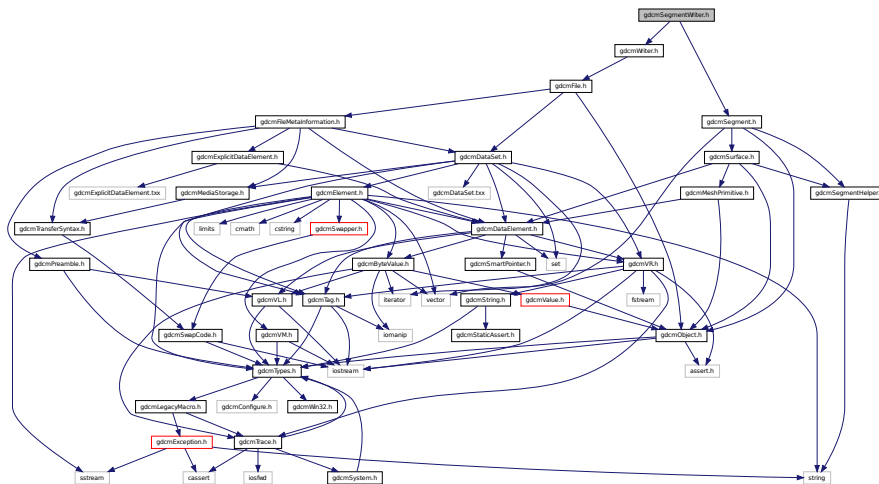 gdcmSegmentWriter.h
gdcmWriter.h
gdcmFile.h
gdcmFileMetaInformation.h
gdcmSegment.h
gdcmExplicitDataElement.h
gdcmDataSet.h
gdcmSurface.h
gdcmExplicitDataElement.txx
gdcmMediaStorage.h
gdcmElement.h
gdcmDataSet.txx
gdcmMeshPrimitive.h
gdcmSegmentHelper.h
gdcmTransferSyntax.h
limits
cmath
cstring
gdcmSwapper.h
gdcmDataElement.h
gdcmPreamble.h
gdcmByteValue.h
gdcmSmartPointer.h
set
gdcmVR.h
gdcmVL.h
gdcmTag.h
iterator
vector
gdcmString.h
gdcmValue.h
fstream
gdcmSwapCode.h
gdcmVM.h
iomanip
gdcmStaticAssert.h
gdcmObject.h
gdcmTypes.h
iostream
assert.h
gdcmLegacyMacro.h
gdcmConfigure.h
gdcmWin32.h
gdcmException.h
gdcmTrace.h
sstream
cassert
iosfwd
gdcmSystem.h
string